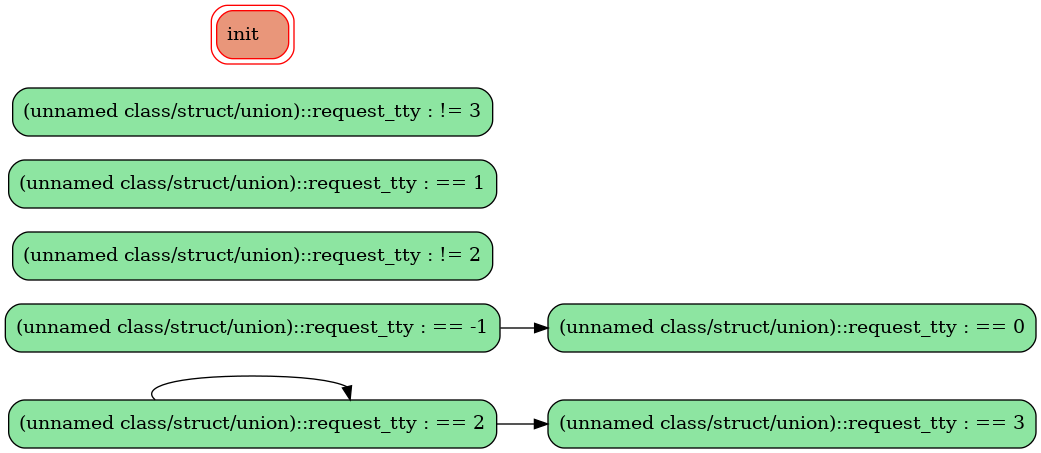 init
(unnamed class/struct/union)::request_tty : != 3
(unnamed class/struct/union)::request_tty : == 1
(unnamed class/struct/union)::request_tty : != 2
(unnamed class/struct/union)::request_tty : == -1
(unnamed class/struct/union)::request_tty : == 0
(unnamed class/struct/union)::request_tty : == 2
(unnamed class/struct/union)::request_tty : == 3